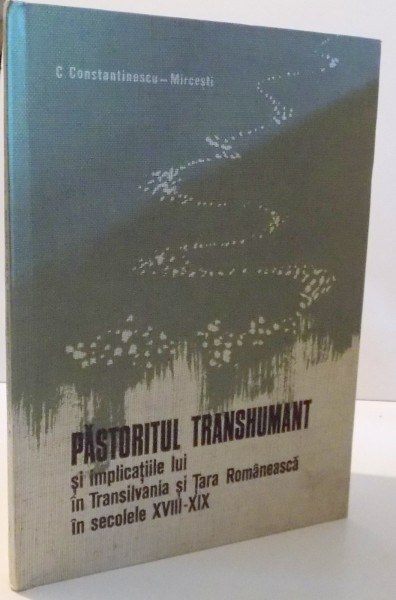 C. Constantinescu – Mircești
PĂSTORITUL TRANSHUMANT
și implicațiile lui
în Transilvania și Țara Românească
în secolele XVIII-XIX